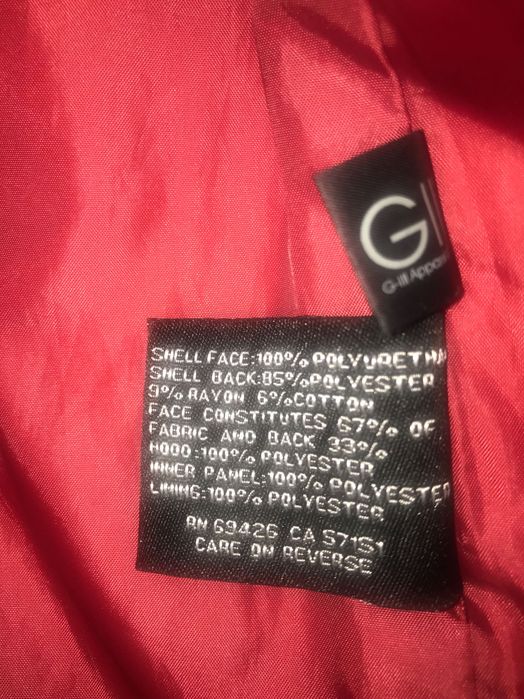 GIII
G-III Appar
SHELL FACE:100% POLYURETHA
SHELL BACK:85% POLYESTER
9% RAYON 6% COTTON
FACE CONSTITUTES 67% OF
FABRIC AND BACK 33%
HOOD:100% POLYESTER
INNER PANEL:100% POLYESTER
LINING:100% POLYESTER
RN 69426 CA 57151
CARE ON REVERSE